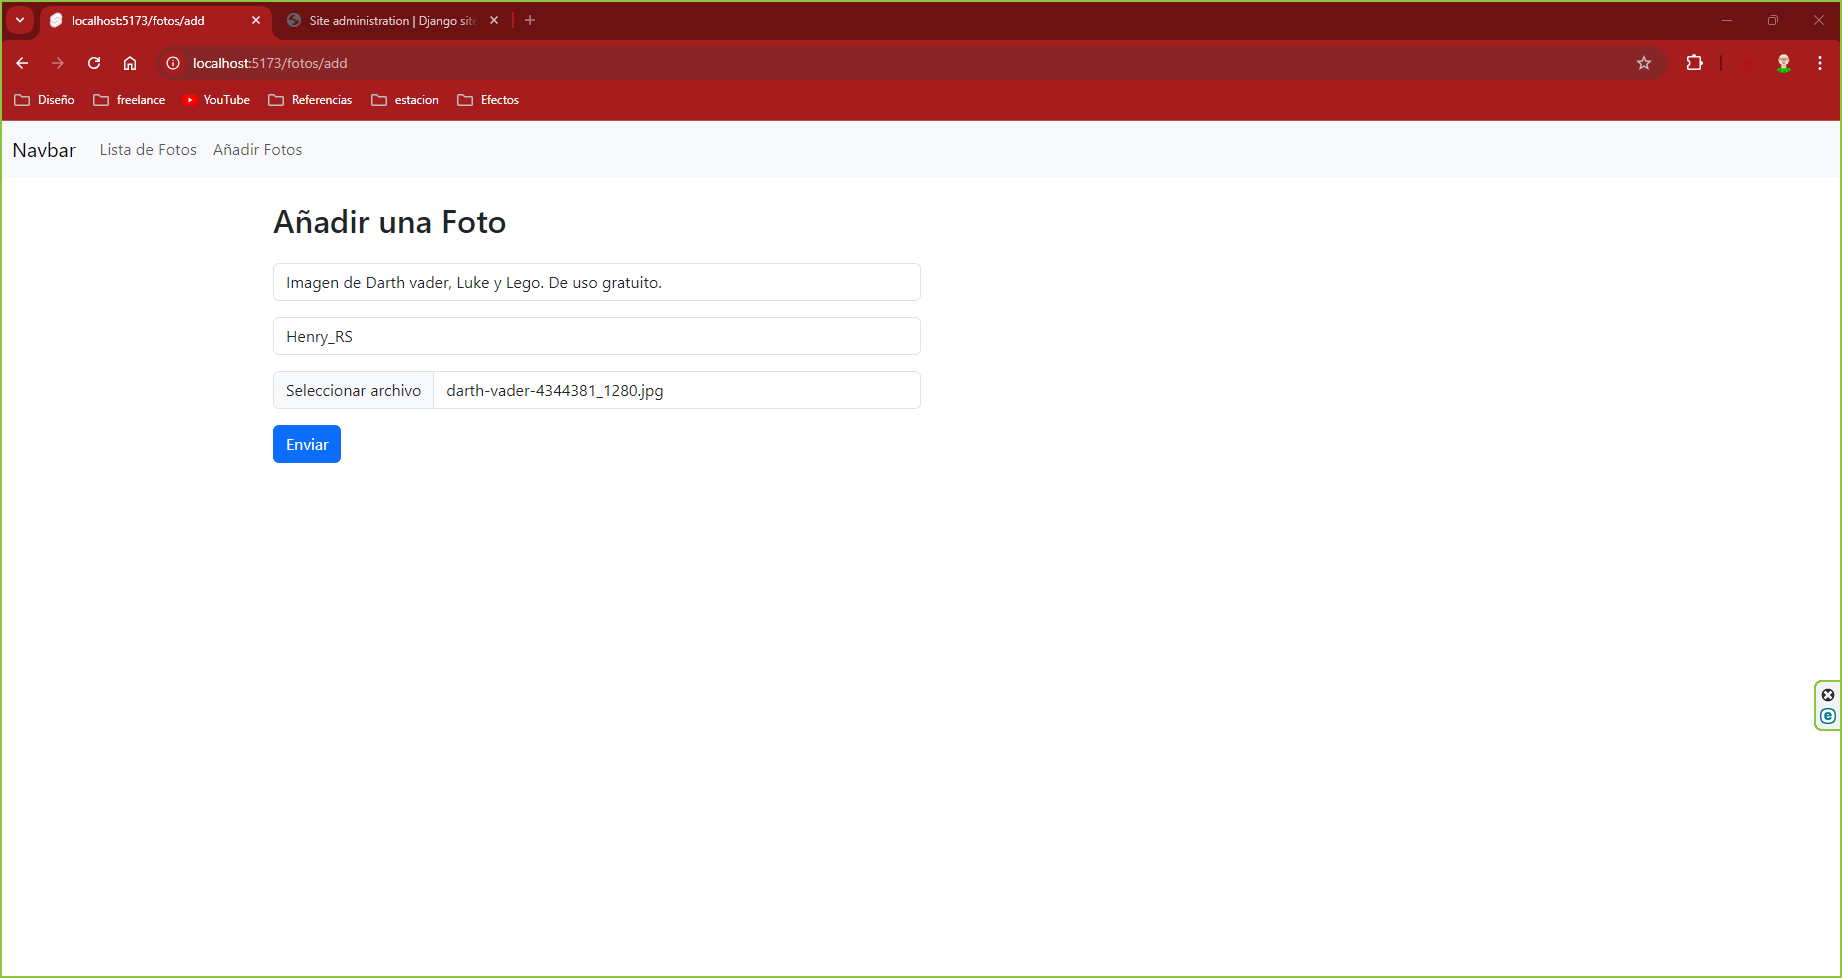 localhost:5173/fotos/add
Site administration | Django site
localhost:5173/fotos/add
Diseño freelance YouTube Referencias estacion Efectos
Navbar Lista de Fotos Añadir Fotos
Añadir una Foto
Imagen de Darth vader, Luke y Lego. De uso gratuito.
Henry_RS
Seleccionar archivo darth-vader-4344381_1280.jpg
Enviar